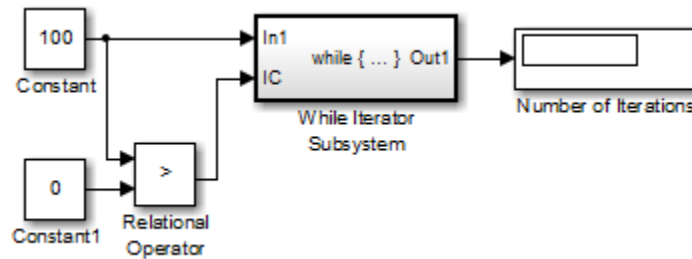 100
Constant
In1
while { ... } Out1
IC
While Iterator
Subsystem
Number of Iterations
0
Constant1
>
Relational
Operator